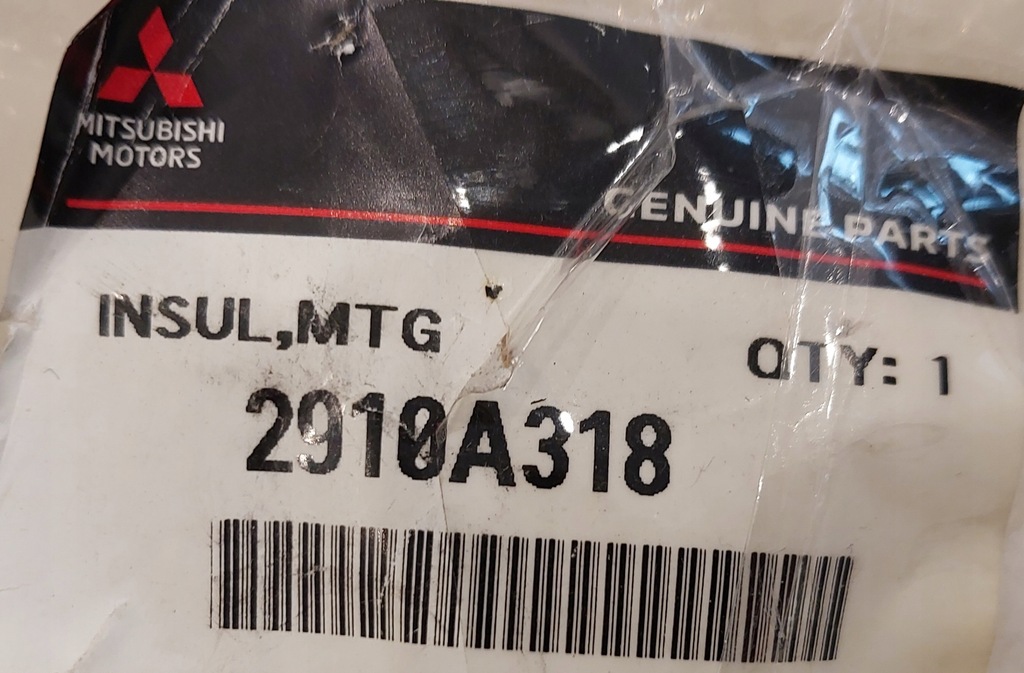 MITSUBISHI
MOTORS
GENUINE PARTS
INSUL,MTG
QTY: 1
2910A318